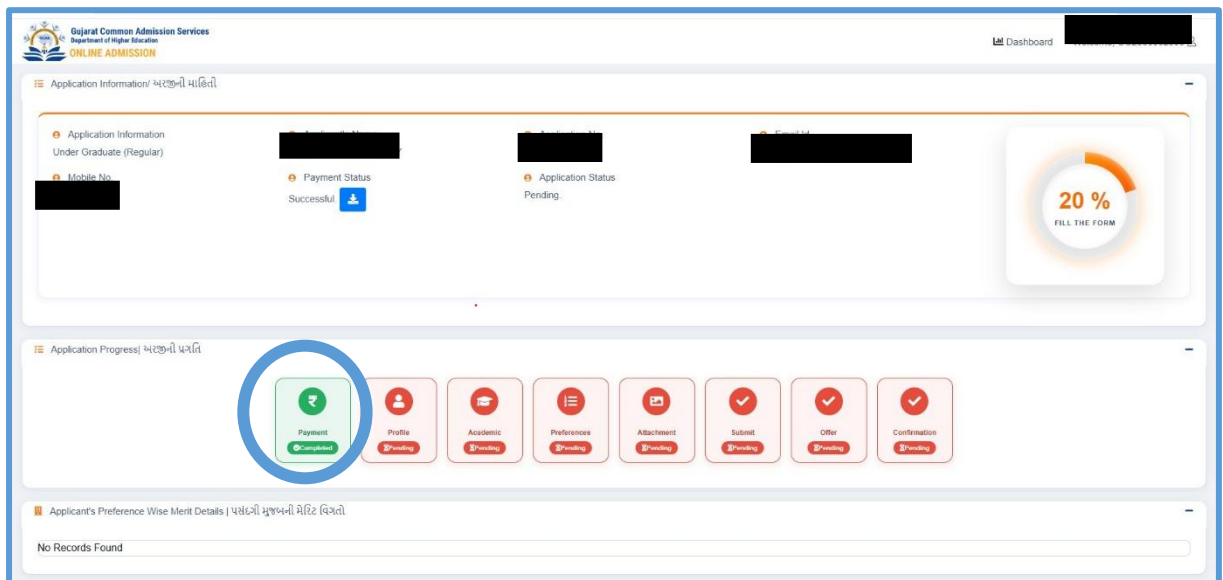 Gujarat Common Admission Services
Department of Higher Education
ONLINE ADMISSION
Dashboard
Application Information/ અરજીની માહિતી
Application Information
Under Graduate (Regular)
Email Id
Mobile No.
Payment Status
Successful.
Application Status
Pending.
20 %
FILL THE FORM
Application Progress| અરજીની પ્રગતિ
Payment
Completed
Profile
Pending
Academic
Pending
Preferences
Pending
Attachment
Pending
Submit
Pending
Offer
Pending
Confirmation
Pending
Applicant's Preference Wise Merit Details | પસંદગી મુજબની મેરિટ વિગતો
No Records Found